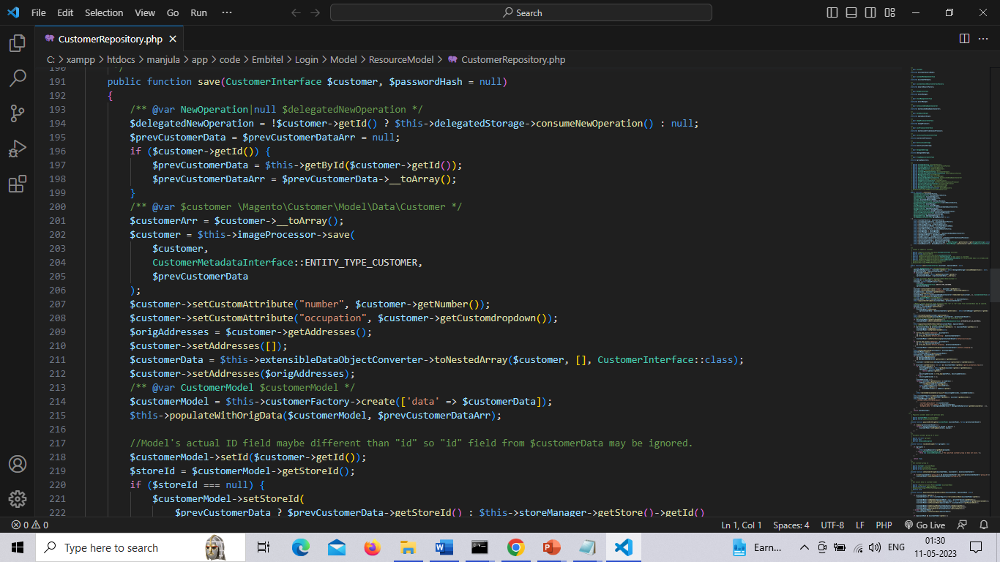 File Edit Selection View Go Run ··· Search
CustomerRepository.php
C: > xampp > htdocs > manjula > app > code > Embitel > Login > Model > ResourceModel > CustomerRepository.php
190 */
191 public function save(CustomerInterface $customer, $passwordHash = null)
192 {
193 /** @var NewOperation|null $delegatedNewOperation */
194 $delegatedNewOperation = !$customer->getId() ? $this->delegatedStorage->consumeNewOperation() : null;
195 $prevCustomerData = $prevCustomerDataArr = null;
196 if ($customer->getId()) {
197 $prevCustomerData = $this->getById($customer->getId());
198 $prevCustomerDataArr = $prevCustomerData->__toArray();
199 }
200 /** @var $customer \Magento\Customer\Model\Data\Customer */
201 $customerArr = $customer->__toArray();
202 $customer = $this->imageProcessor->save(
203 $customer,
204 CustomerMetadataInterface::ENTITY_TYPE_CUSTOMER,
205 $prevCustomerData
206 );
207 $customer->setCustomAttribute("number", $customer->getNumber());
208 $customer->setCustomAttribute("occupation", $customer->getCustomdropdown());
209 $origAddresses = $customer->getAddresses();
210 $customer->setAddresses([]);
211 $customerData = $this->extensibleDataObjectConverter->toNestedArray($customer, [], CustomerInterface::class);
212 $customer->setAddresses($origAddresses);
213 /** @var CustomerModel $customerModel */
214 $customerModel = $this->customerFactory->create(['data' => $customerData]);
215 $this->populateWithOrigData($customerModel, $prevCustomerDataArr);
216
217 //Model's actual ID field maybe different than "id" so "id" field from $customerData may be ignored.
218 $customerModel->setId($customer->getId());
219 $storeId = $customerModel->getStoreId();
220 if ($storeId === null) {
221 $customerModel->setStoreId(
222 $prevCustomerData ? $prevCustomerData->getStoreId() : $this->storeManager->getStore()->getId()
0 0 Ln 1, Col 1 Spaces: 4 UTF-8 LF PHP Go Live
Type here to search Earn... ENG 01:30
11-05-2023